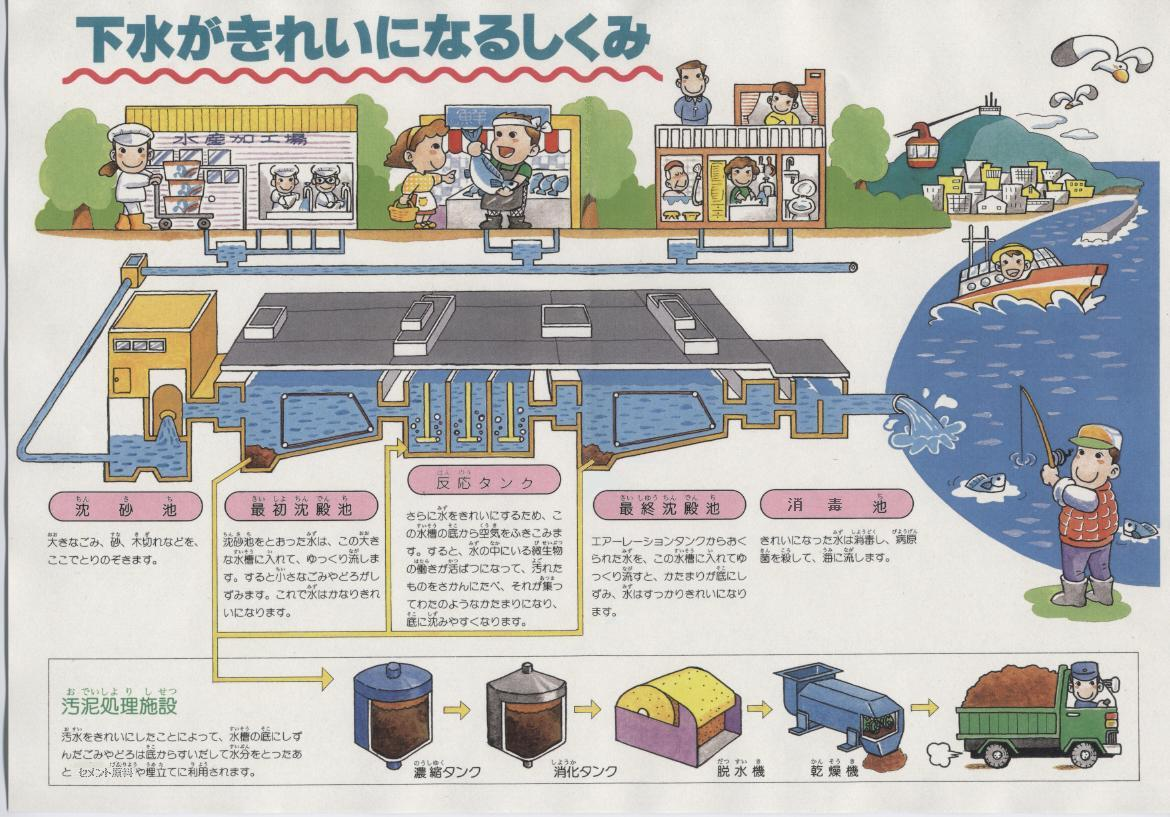 下水がきれいになるしくみ
水産加工場
鮮
沈砂池
大きなごみ、砂、木切れなどを、
ここでとりのぞきます。
最初沈殿池
沈砂池をとおった水は、この大き
な水槽に入れて、ゆっくり流しま
す。すると小さなごみやどろがし
ずみます。これで水はかなりきれ
いになります。
反応タンク
さらに水をきれいにするため、こ
の水槽の底から空気をふきこみま
す。すると、水の中にいる微生物
の働きが活ぱつになって、汚れた
ものをさかんにたべ、それが集っ
てわたのようなかたまりになり、
底に沈みやすくなります。
最終沈殿池
エアーレーションタンクからおく
られた水を、この水槽に入れてゆ
っくり流すと、かたまりが底にし
ずみ、水はすっかりきれいになり
ます。
消毒池
きれいになった水は消毒し、病原
菌を殺して、海に流します。
汚泥処理施設
汚水をきれいにしたことによって、水槽の底にしず
んだごみやどろは底からすいだして水分をとったあ
と セメント原料や埋立てに利用されます。
濃縮タンク
消化タンク
脱水機
乾燥機